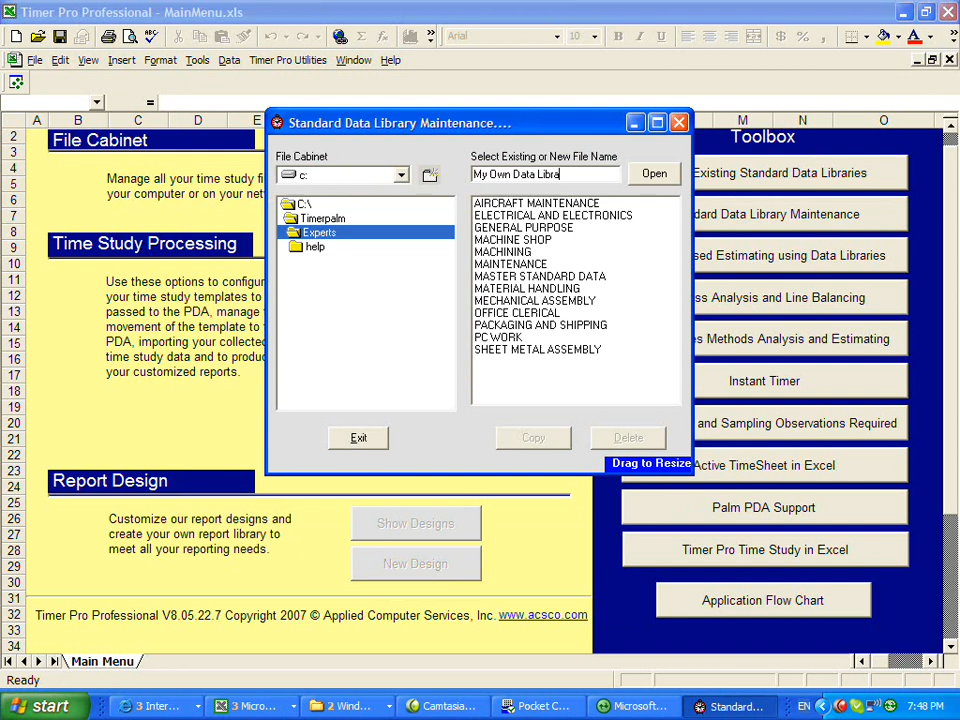 Timer Pro Professional - MainMenu.xls
Arial
10
B I U
$ % ,
File Edit View Insert Format Tools Data Timer Pro Utilities Window Help
=
A B C D E M N O
2
3
4
5
6
7
8
9
10
11
12
13
14
15
16
17
18
19
20
21
22
23
24
25
26
27
28
29
30
31
32
33
34
File Cabinet
Manage all your time study fi
your computer or on your netw
Time Study Processing
Use these options to configur
your time study templates to
passed to the PDA, manage
movement of the template to
PDA, importing your collected
time study data and to produc
your customized reports.
Report Design
Customize our report designs and
create your own report library to
meet all your reporting needs.
Show Designs
New Design
Timer Pro Professional V8.05.22.7 Copyright 2007 © Applied Computer Services, Inc. www.acsco.com
Standard Data Library Maintenance....
File Cabinet
c:
C:\
Timerpalm
Experts
help
Select Existing or New File Name
My Own Data Libra
Open
AIRCRAFT MAINTENANCE
ELECTRICAL AND ELECTRONICS
GENERAL PURPOSE
MACHINE SHOP
MACHINING
MAINTENANCE
MASTER STANDARD DATA
MATERIAL HANDLING
MECHANICAL ASSEMBLY
OFFICE CLERICAL
PACKAGING AND SHIPPING
PC WORK
SHEET METAL ASSEMBLY
Exit
Copy
Delete
Drag to Resize
Toolbox
Existing Standard Data Libraries
dard Data Library Maintenance
sed Estimating using Data Libraries
ss Analysis and Line Balancing
es Methods Analysis and Estimating
Instant Timer
and Sampling Observations Required
Active TimeSheet in Excel
Palm PDA Support
Timer Pro Time Study in Excel
Application Flow Chart
Main Menu
Ready
start
3 Inter...
3 Micro...
2 Wind...
Camtasia...
Pocket C...
Microsoft...
Standard...
EN
7:48 PM